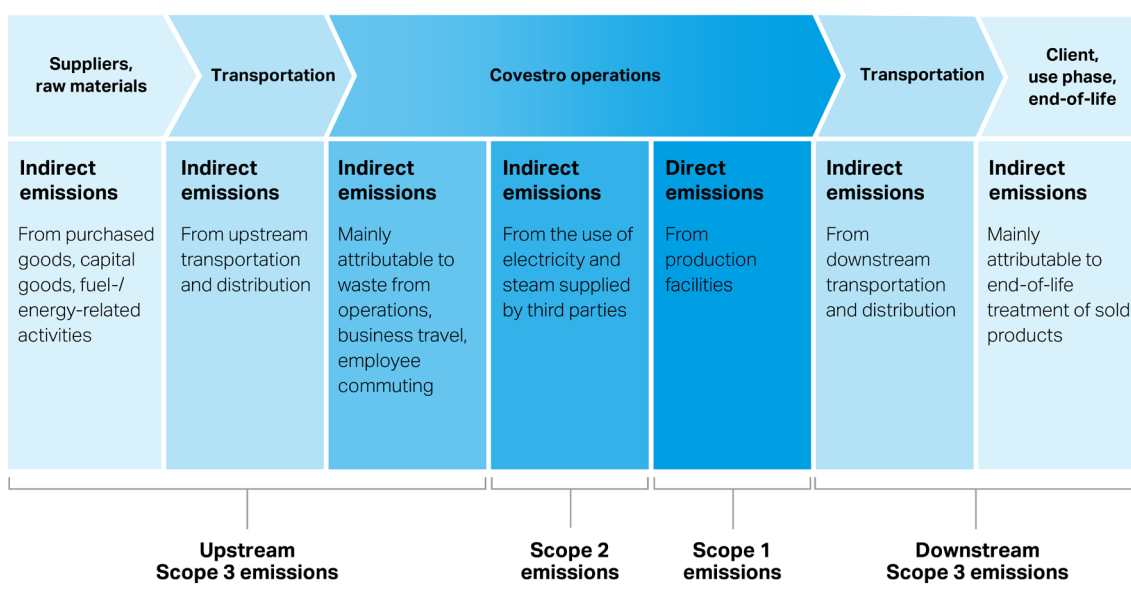 Suppliers,
raw materials
Transportation
Covestro operations
Transportation
Client,
use phase,
end-of-life
Indirect
emissions
From purchased
goods, capital
goods, fuel-/
energy-related
activities
Indirect
emissions
From upstream
transportation
and distribution
Indirect
emissions
Mainly
attributable to
waste from
operations,
business travel,
employee
commuting
Indirect
emissions
From the use of
electricity and
steam supplied
by third parties
Direct
emissions
From
production
facilities
Indirect
emissions
From
downstream
transportation
and distribution
Indirect
emissions
Mainly
attributable to
end-of-life
treatment of sold
products
Upstream
Scope 3 emissions
Scope 2
emissions
Scope 1
emissions
Downstream
Scope 3 emissions